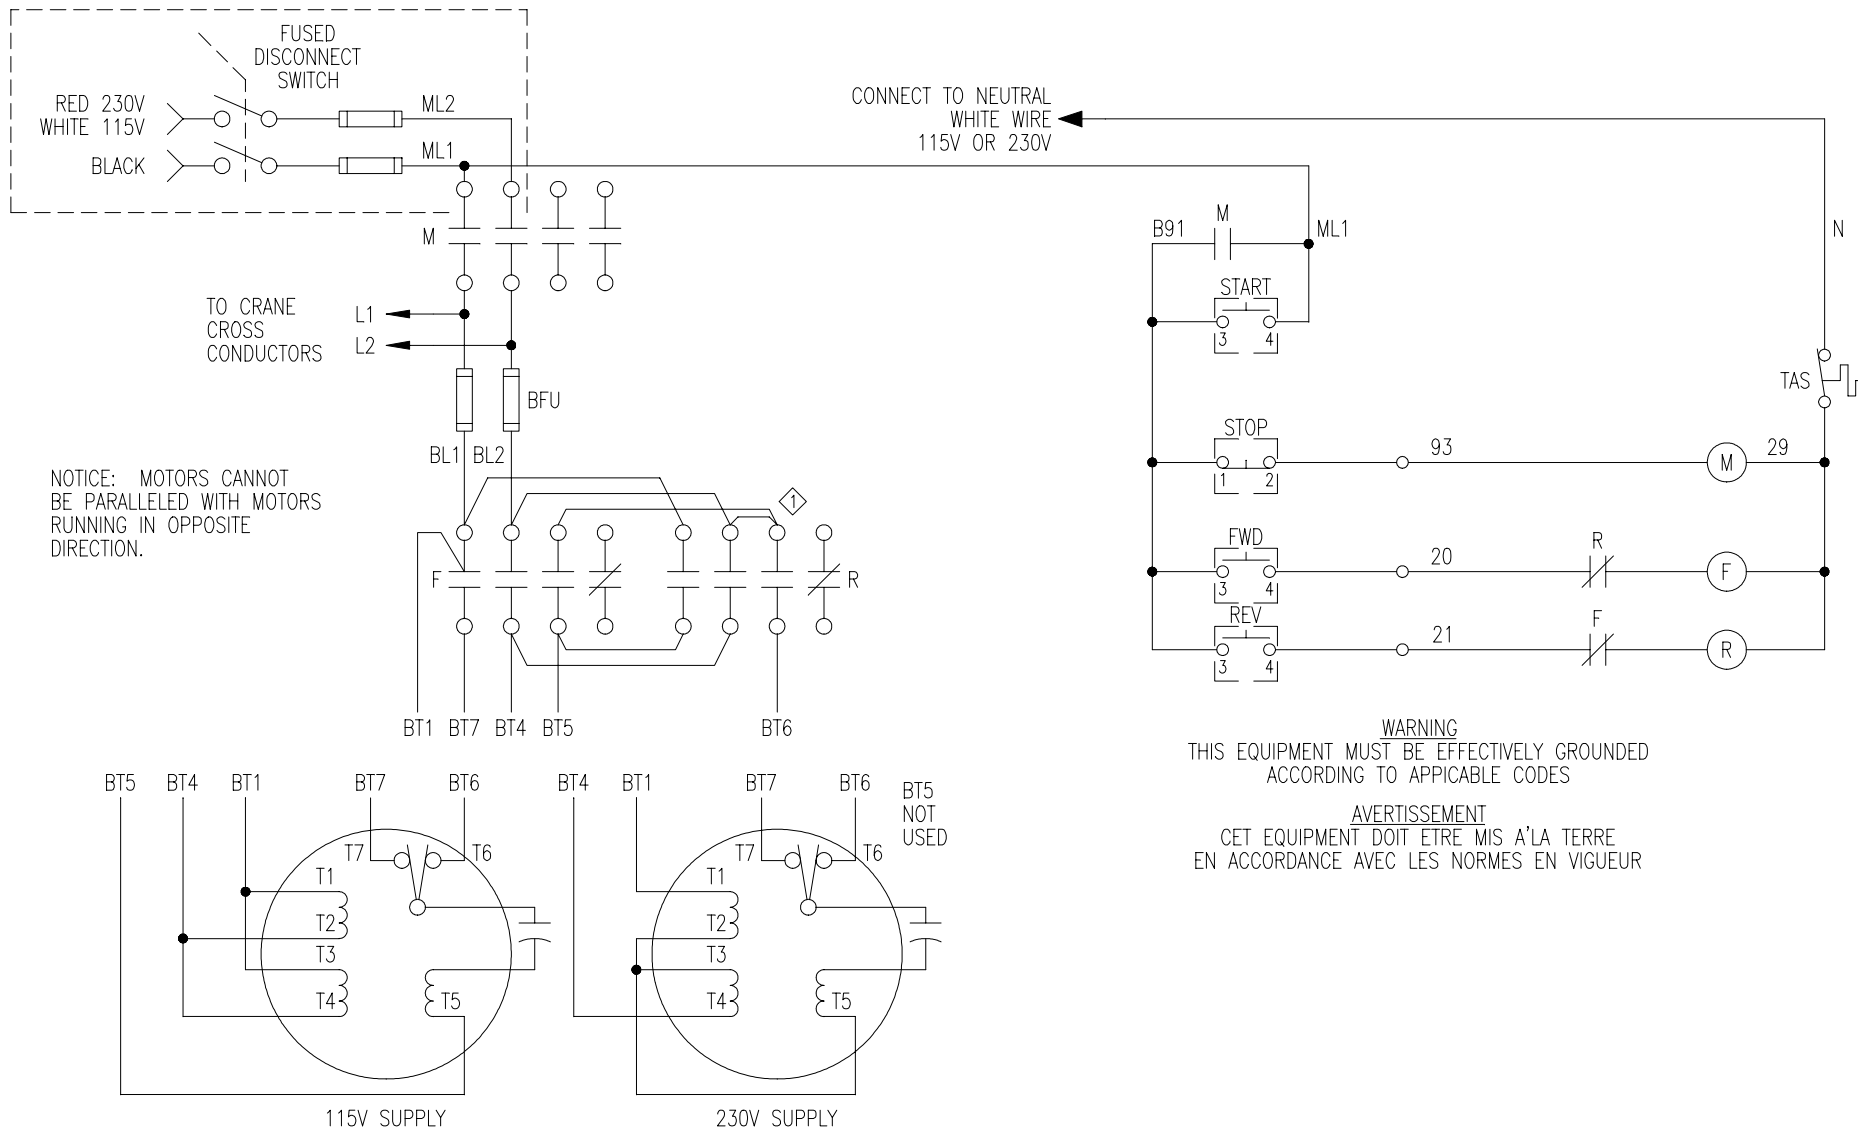 FUSED
DISCONNECT
SWITCH
RED 230V
WHITE 115V
BLACK
ML2
ML1
CONNECT TO NEUTRAL
WHITE WIRE
115V OR 230V
M
TO CRANE
CROSS
CONDUCTORS
L1
L2
BFU
BL1 BL2
NOTICE: MOTORS CANNOT
BE PARALLELED WITH MOTORS
RUNNING IN OPPOSITE
DIRECTION.
1
F
R
BT1 BT7 BT4 BT5 BT6
B91
M
ML1
N
START
3 4
TAS
STOP
1 2
93
M
29
FWD
3 4
20
R
F
REV
3 4
21
F
R
WARNING
THIS EQUIPMENT MUST BE EFFECTIVELY GROUNDED
ACCORDING TO APPICABLE CODES
AVERTISSEMENT
CET EQUIPMENT DOIT ETRE MIS A'LA TERRE
EN ACCORDANCE AVEC LES NORMES EN VIGUEUR
BT5 BT4 BT1 BT7 BT6
T7 T6
T1
T2
T3
T4 T5
115V SUPPLY
BT4 BT1 BT7 BT6
BT5
NOT
USED
T7 T6
T1
T2
T3
T4 T5
230V SUPPLY